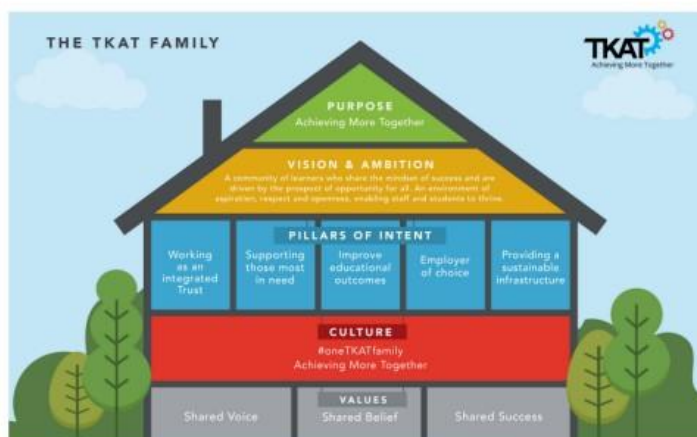 THE TKAT FAMILY
TKAT
Achieving More Together
PURPOSE
Achieving More Together
VISION & AMBITION
A community of learners who share the mindset of success and are
driven by the prospect of opportunity for all. An environment of
aspiration, respect and openness, enabling staff and students to thrive.
PILLARS OF INTENT
Working
as an
integrated
Trust
Supporting
those most
in need
Improve
educational
outcomes
Employer
of choice
Providing a
sustainable
infrastructure
CULTURE
#oneTKATfamily
Achieving More Together
VALUES
Shared Voice
Shared Belief
Shared Success